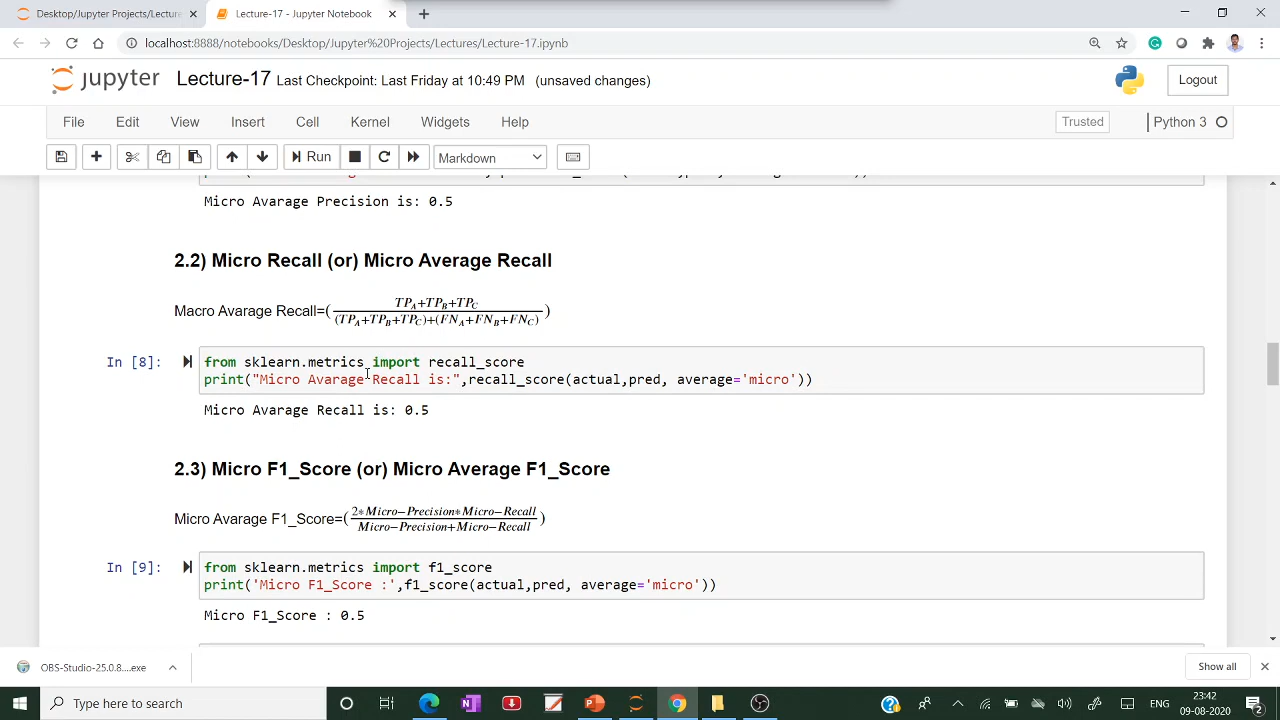 Desktop/Jupyter Projects/Lecture
Lecture-17 - Jupyter Notebook
localhost:8888/notebooks/Desktop/Jupyter%20Projects/Lectures/Lecture-17.ipynb
jupyter Lecture-17 Last Checkpoint: Last Friday at 10:49 PM (unsaved changes)
Logout
File Edit View Insert Cell Kernel Widgets Help
Trusted
Python 3
Run
Markdown
Micro Avarage Precision is: 0.5
2.2) Micro Recall (or) Micro Average Recall
Macro Avarage Recall=( TP_A+TP_B+TP_C / (TP_A+TP_B+TP_C)+(FN_A+FN_B+FN_C) )
In [8]:
from sklearn.metrics import recall_score
print("Micro Avarage Recall is:",recall_score(actual,pred, average='micro'))
Micro Avarage Recall is: 0.5
2.3) Micro F1_Score (or) Micro Average F1_Score
Micro Avarage F1_Score=( 2*Micro−Precision*Micro−Recall / Micro−Precision+Micro−Recall )
In [9]:
from sklearn.metrics import f1_score
print('Micro F1_Score :',f1_score(actual,pred, average='micro'))
Micro F1_Score : 0.5
OBS-Studio-25.0.8....exe
Show all
Type here to search
ENG
23:42
09-08-2020
2